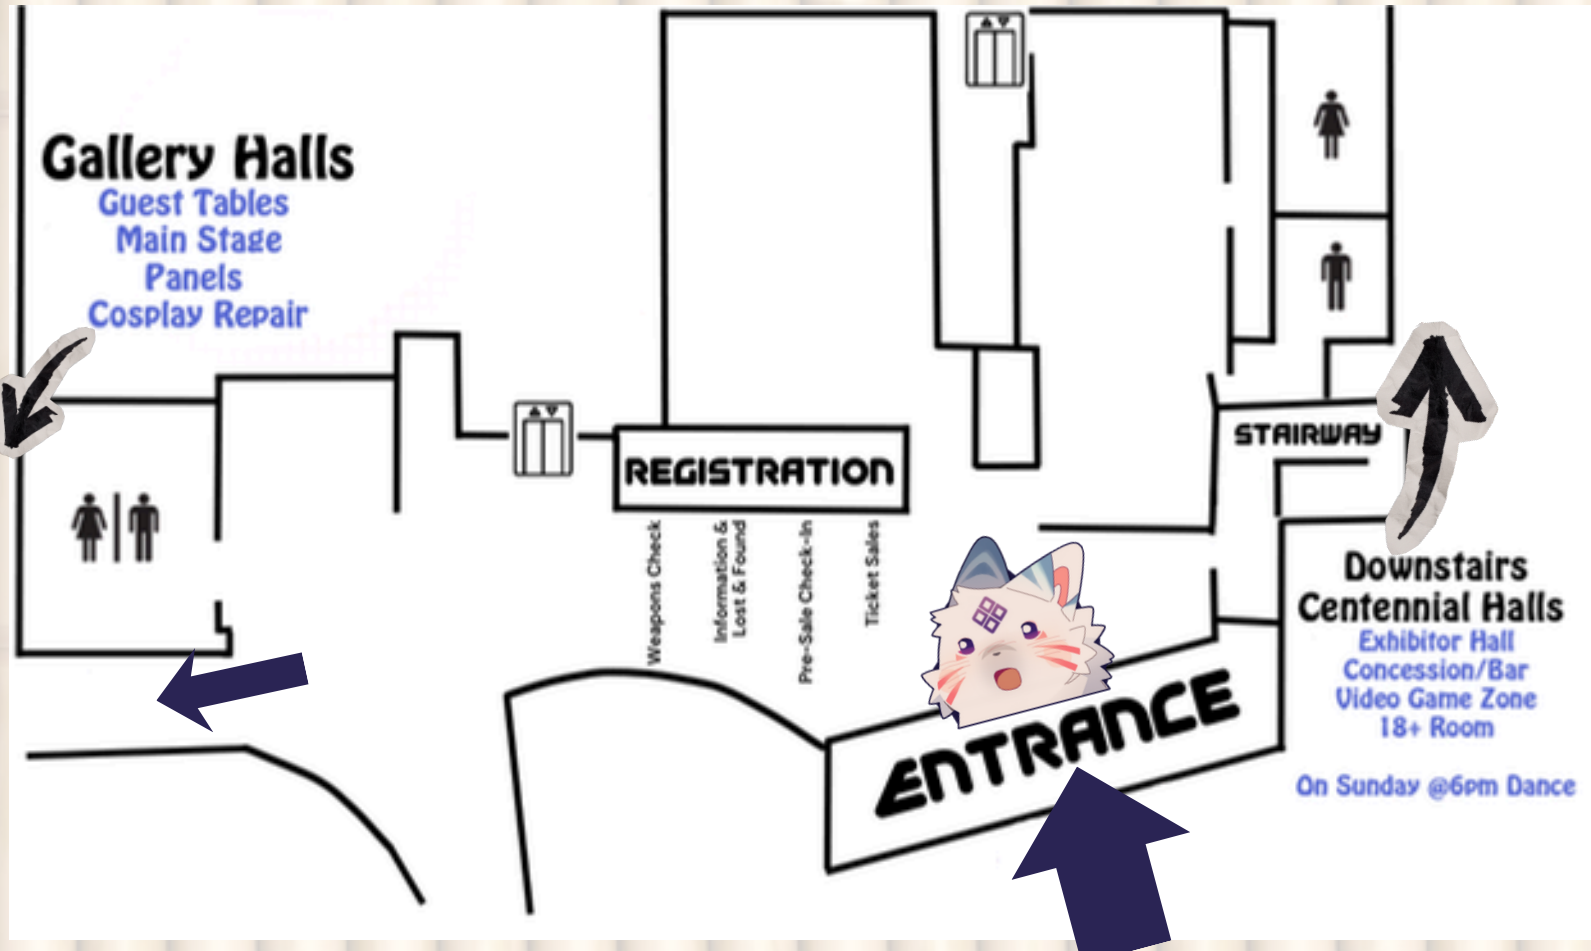 Gallery Halls
Guest Tables
Main Stage
Panels
Cosplay Repair
REGISTRATION
Weapons Check
Information &
Lost & Found
Pre-Sale Check-In
Ticket Sales
STAIRWAY
ENTRANCE
Downstairs
Centennial Halls
Exhibitor Hall
Concession/Bar
Video Game Zone
18+ Room
On Sunday @6pm Dance